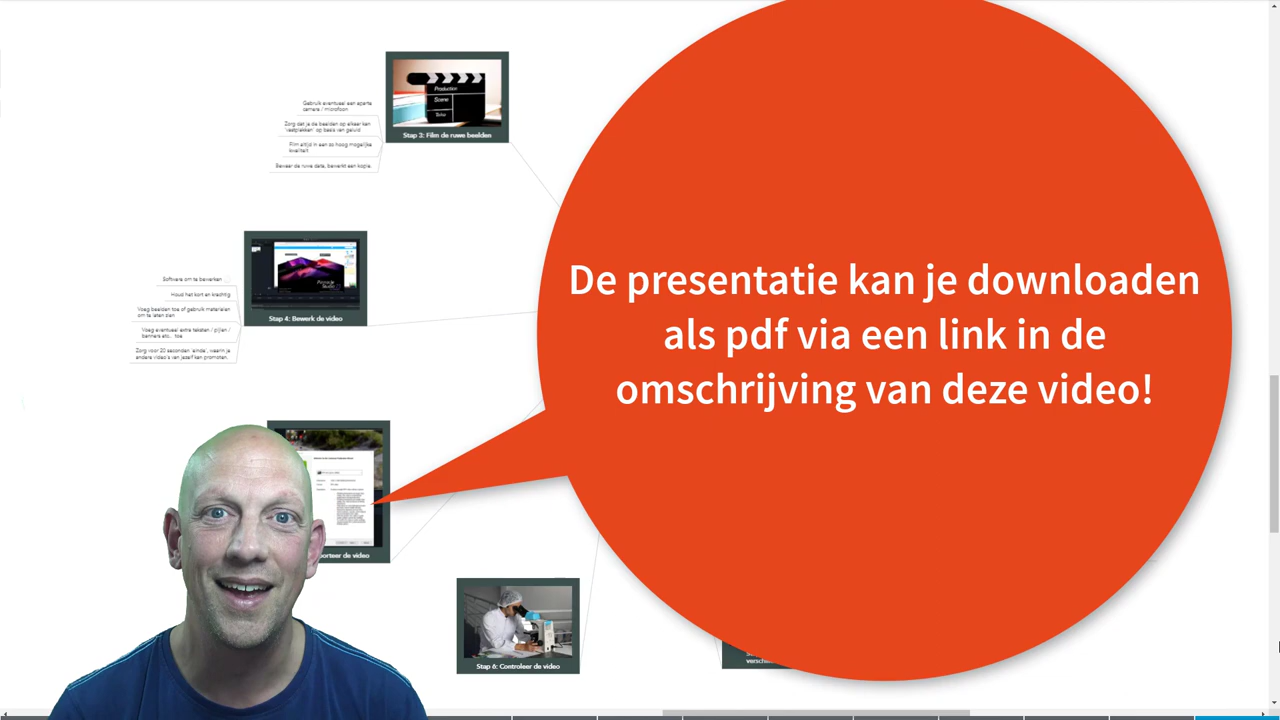 Production
Scene
Take
Stap 3: Film de ruwe beelden
Gebruik eventueel een aparte
camera / microfoon
Zorg dat je de beelden op elkaar kan
'vastplakken' op basis van geluid
Film altijd in een zo hoog mogelijke
kwaliteit
Bewaar de ruwe data, bewerkt een kopie.
De presentatie kan je downloaden
als pdf via een link in de
omschrijving van deze video!
Stap 4: Bewerk de video
Software om te bewerken
Houd het kort en krachtig
Voeg beelden toe of gebruik materialen
om te laten zien
Voeg eventueel extra teksten / pijlen /
banners etc... toe
Zorg voor 20 seconden 'einde', waarin je
andere video's van jezelf kan promoten.
porteer de video
Stap 6: Controleer de video